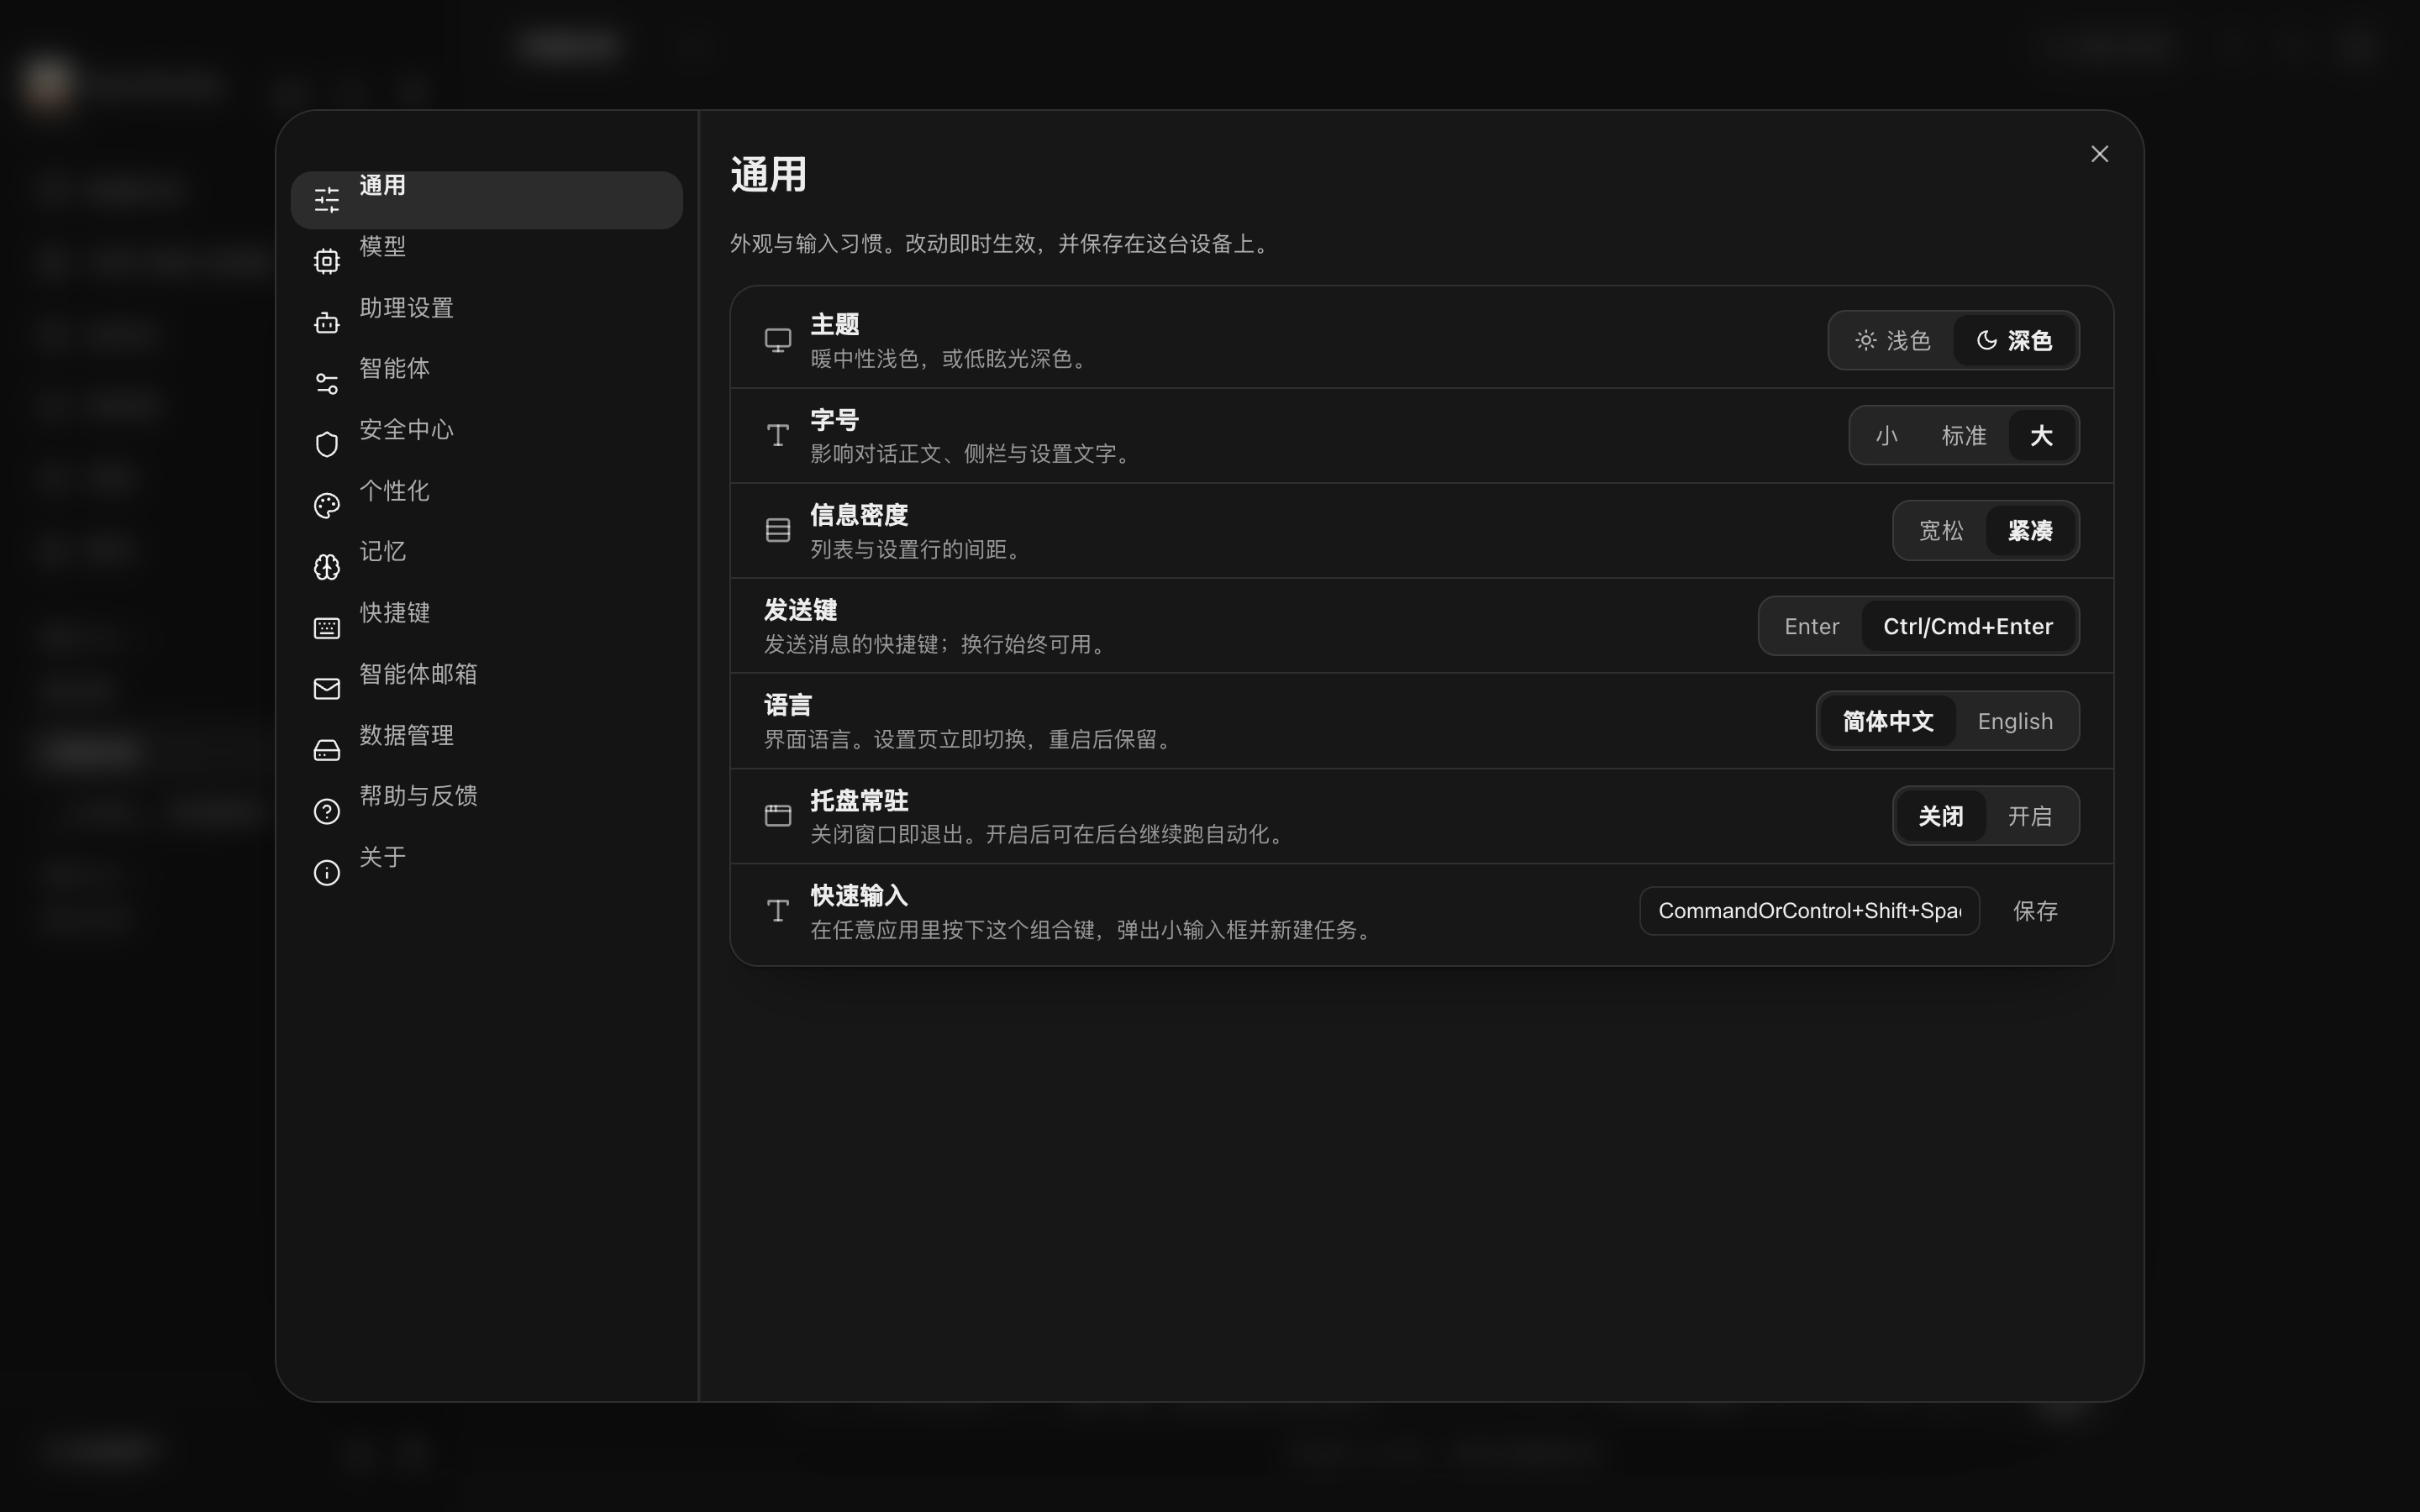 通用
模型
助理设置
智能体
安全中心
个性化
记忆
快捷键
智能体邮箱
数据管理
帮助与反馈
关于
通用
外观与输入习惯。改动即时生效，并保存在这台设备上。
主题
暖中性浅色，或低眩光深色。
浅色 深色
字号
影响对话正文、侧栏与设置文字。
小 标准 大
信息密度
列表与设置行的间距。
宽松 紧凑
发送键
发送消息的快捷键；换行始终可用。
Enter Ctrl/Cmd+Enter
语言
界面语言。设置页立即切换，重启后保留。
简体中文 English
托盘常驻
关闭窗口即退出。开启后可在后台继续跑自动化。
关闭 开启
快速输入
在任意应用里按下这个组合键，弹出小输入框并新建任务。
CommandOrControl+Shift+Spa 保存